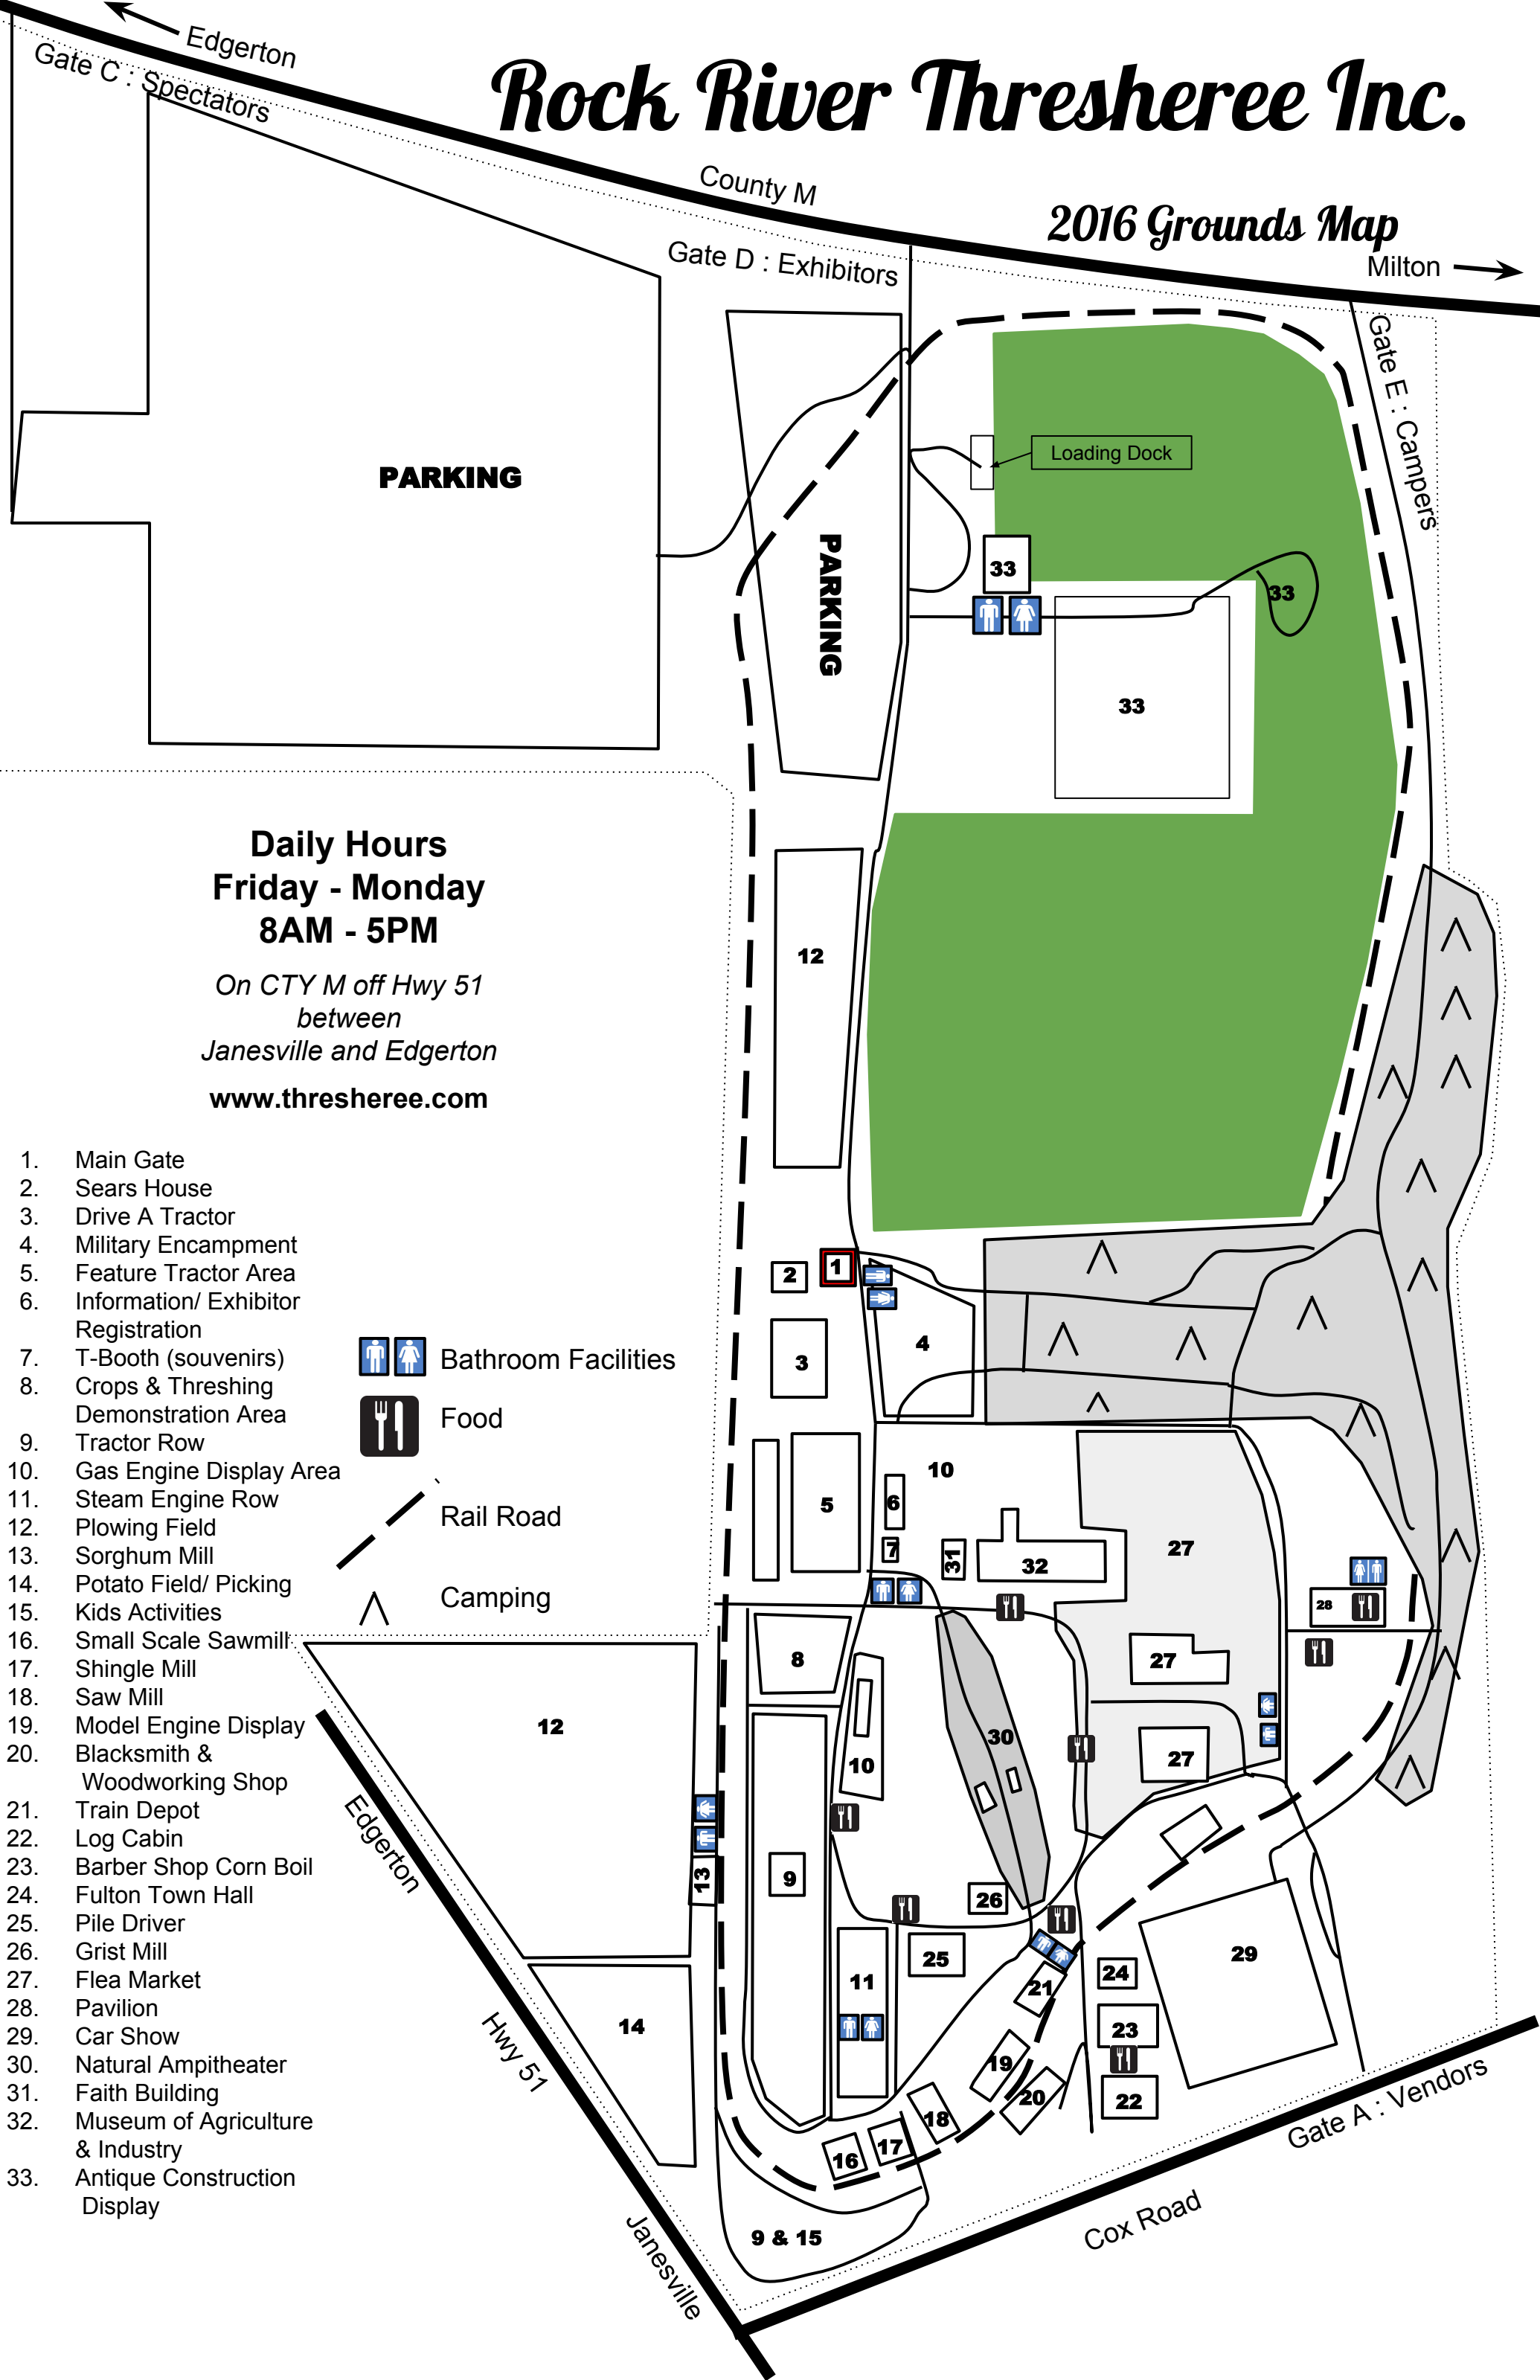 Edgerton
Gate C : Spectators
Rock River Thresheree Inc.
County M
2016 Grounds Map
Milton
Gate D : Exhibitors
Gate E : Campers
Loading Dock
PARKING
PARKING
33
33
33
Daily Hours
Friday - Monday
8AM - 5PM
On CTY M off Hwy 51
between
Janesville and Edgerton
www.thresheree.com
12
1. Main Gate
2. Sears House
3. Drive A Tractor
4. Military Encampment
5. Feature Tractor Area
6. Information/ Exhibitor
Registration
7. T-Booth (souvenirs)
8. Crops & Threshing
Demonstration Area
9. Tractor Row
10. Gas Engine Display Area
11. Steam Engine Row
12. Plowing Field
13. Sorghum Mill
14. Potato Field/ Picking
15. Kids Activities
16. Small Scale Sawmill
17. Shingle Mill
18. Saw Mill
19. Model Engine Display
20. Blacksmith &
Woodworking Shop
21. Train Depot
22. Log Cabin
23. Barber Shop Corn Boil
24. Fulton Town Hall
25. Pile Driver
26. Grist Mill
27. Flea Market
28. Pavilion
29. Car Show
30. Natural Ampitheater
31. Faith Building
32. Museum of Agriculture
& Industry
33. Antique Construction
Display
Bathroom Facilities
Food
Rail Road
Camping
2
1
3
4
5
6
10
7
31
32
27
28
8
27
12
30
10
27
9
13
26
25
29
11
24
21
14
23
19
20
22
18
17
16
9 & 15
Edgerton
Hwy 51
Janesville
Gate A : Vendors
Cox Road